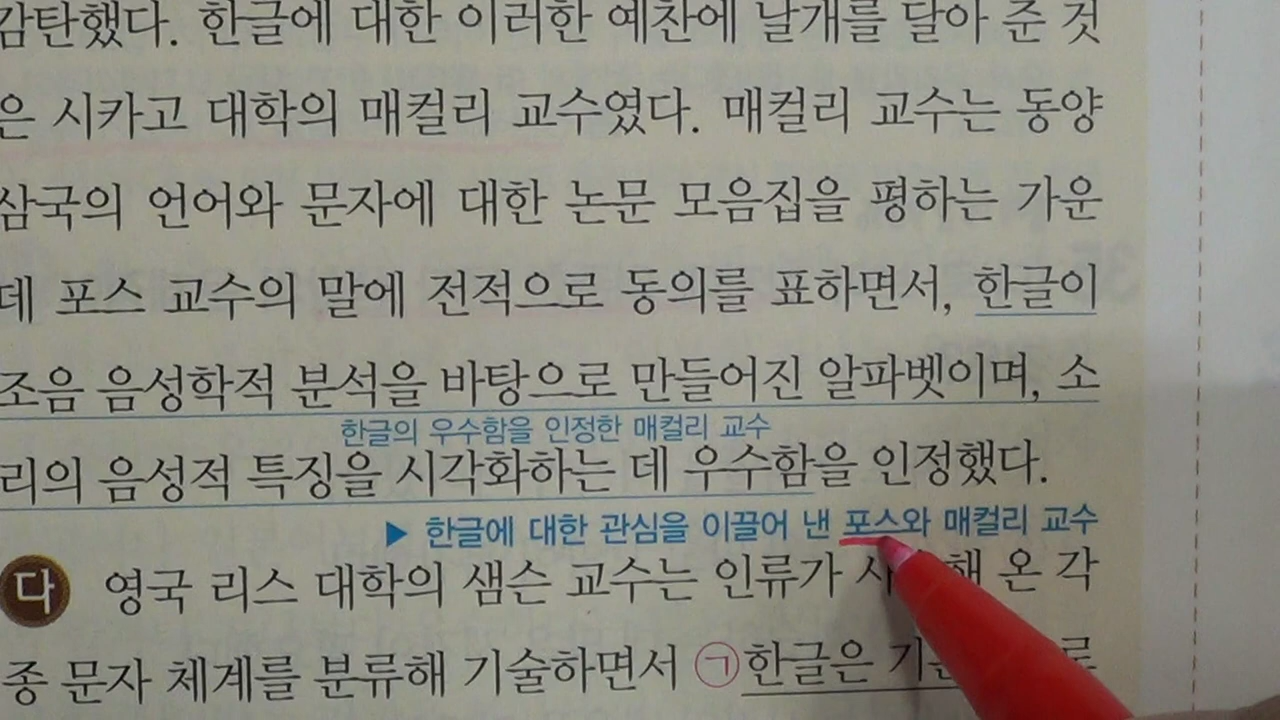 감탄했다. 한글에 대한 이러한 예찬에 날개를 달아 준 것
은 시카고 대학의 매컬리 교수였다. 매컬리 교수는 동양
삼국의 언어와 문자에 대한 논문 모음집을 평하는 가운
데 포스 교수의 말에 전적으로 동의를 표하면서, 한글이
조음 음성학적 분석을 바탕으로 만들어진 알파벳이며, 소
한글의 우수함을 인정한 매컬리 교수
리의 음성적 특징을 시각화하는 데 우수함을 인정했다.
▶ 한글에 대한 관심을 이끌어 낸 포스와 매컬리 교수
다 영국 리스 대학의 샘슨 교수는 인류가 온 각
종 문자 체계를 분류해 기술하면서 ㉠한글은